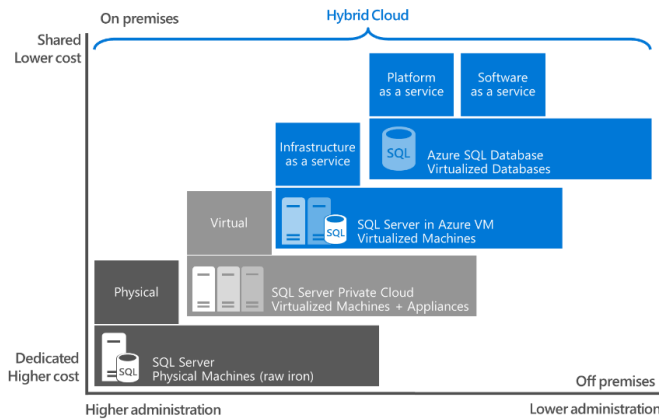 On premises
Hybrid Cloud
Shared
Lower cost
Platform
as a service
Software
as a service
Infrastructure
as a service
SQL
Azure SQL Database
Virtualized Databases
Virtual
SQL
SQL Server in Azure VM
Virtualized Machines
Physical
SQL Server Private Cloud
Virtualized Machines + Appliances
Dedicated
Higher cost
SQL
SQL Server
Physical Machines (raw iron)
Off premises
Higher administration
Lower administration